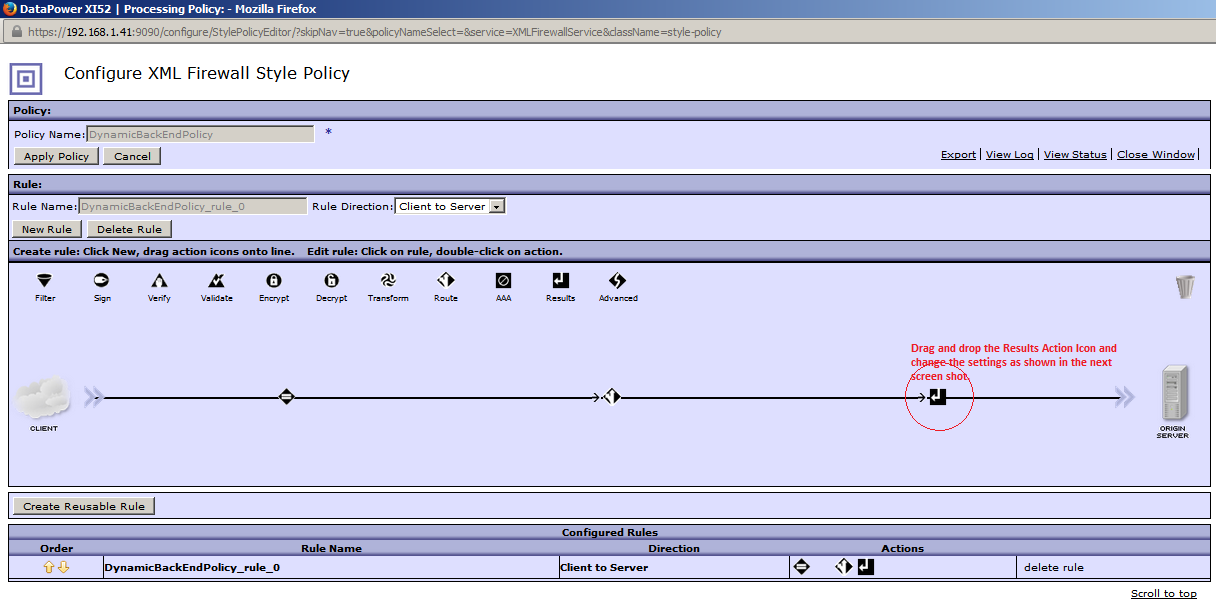 DataPower XI52 | Processing Policy: - Mozilla Firefox
https://192.168.1.41:9090/configure/StylePolicyEditor/?skipNav=true&policyNameSelect=&service=XMLFirewallService&className=style-policy
Configure XML Firewall Style Policy
Policy:
Policy Name: DynamicBackEndPolicy *
Apply Policy Cancel Export | View Log | View Status | Close Window |
Rule:
Rule Name: DynamicBackEndPolicy_rule_0 Rule Direction: Client to Server
New Rule Delete Rule
Create rule: Click New, drag action icons onto line. Edit rule: Click on rule, double-click on action.
Filter Sign Verify Validate Encrypt Decrypt Transform Route AAA Results Advanced
Drag and drop the Results Action Icon and
change the settings as shown in the next
screen shot.
CLIENT
ORIGIN
SERVER
Create Reusable Rule
Configured Rules
Order Rule Name Direction Actions
DynamicBackEndPolicy_rule_0 Client to Server delete rule
Scroll to top